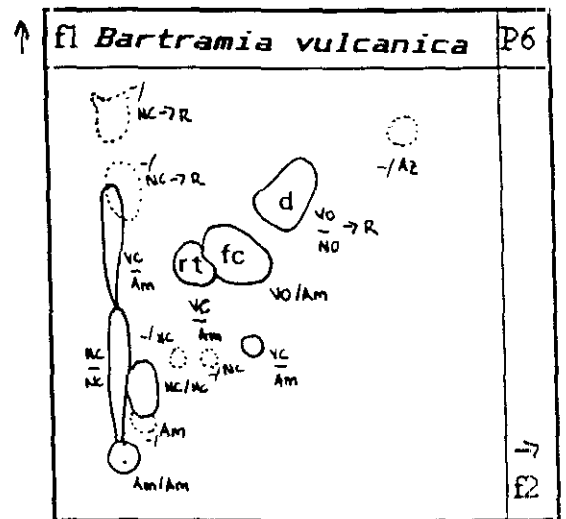 ↑ f1 Bartramia vulcanica P6
-/
NC→R
-/
NC→R
-/Az
d
VO
NO →R
rt fc
VC
Am
VO/Am
VC
Am
-/NC
-/NC
VC
Am
NC
NC
NC/NC
-/Am
Am/Am
→
f2